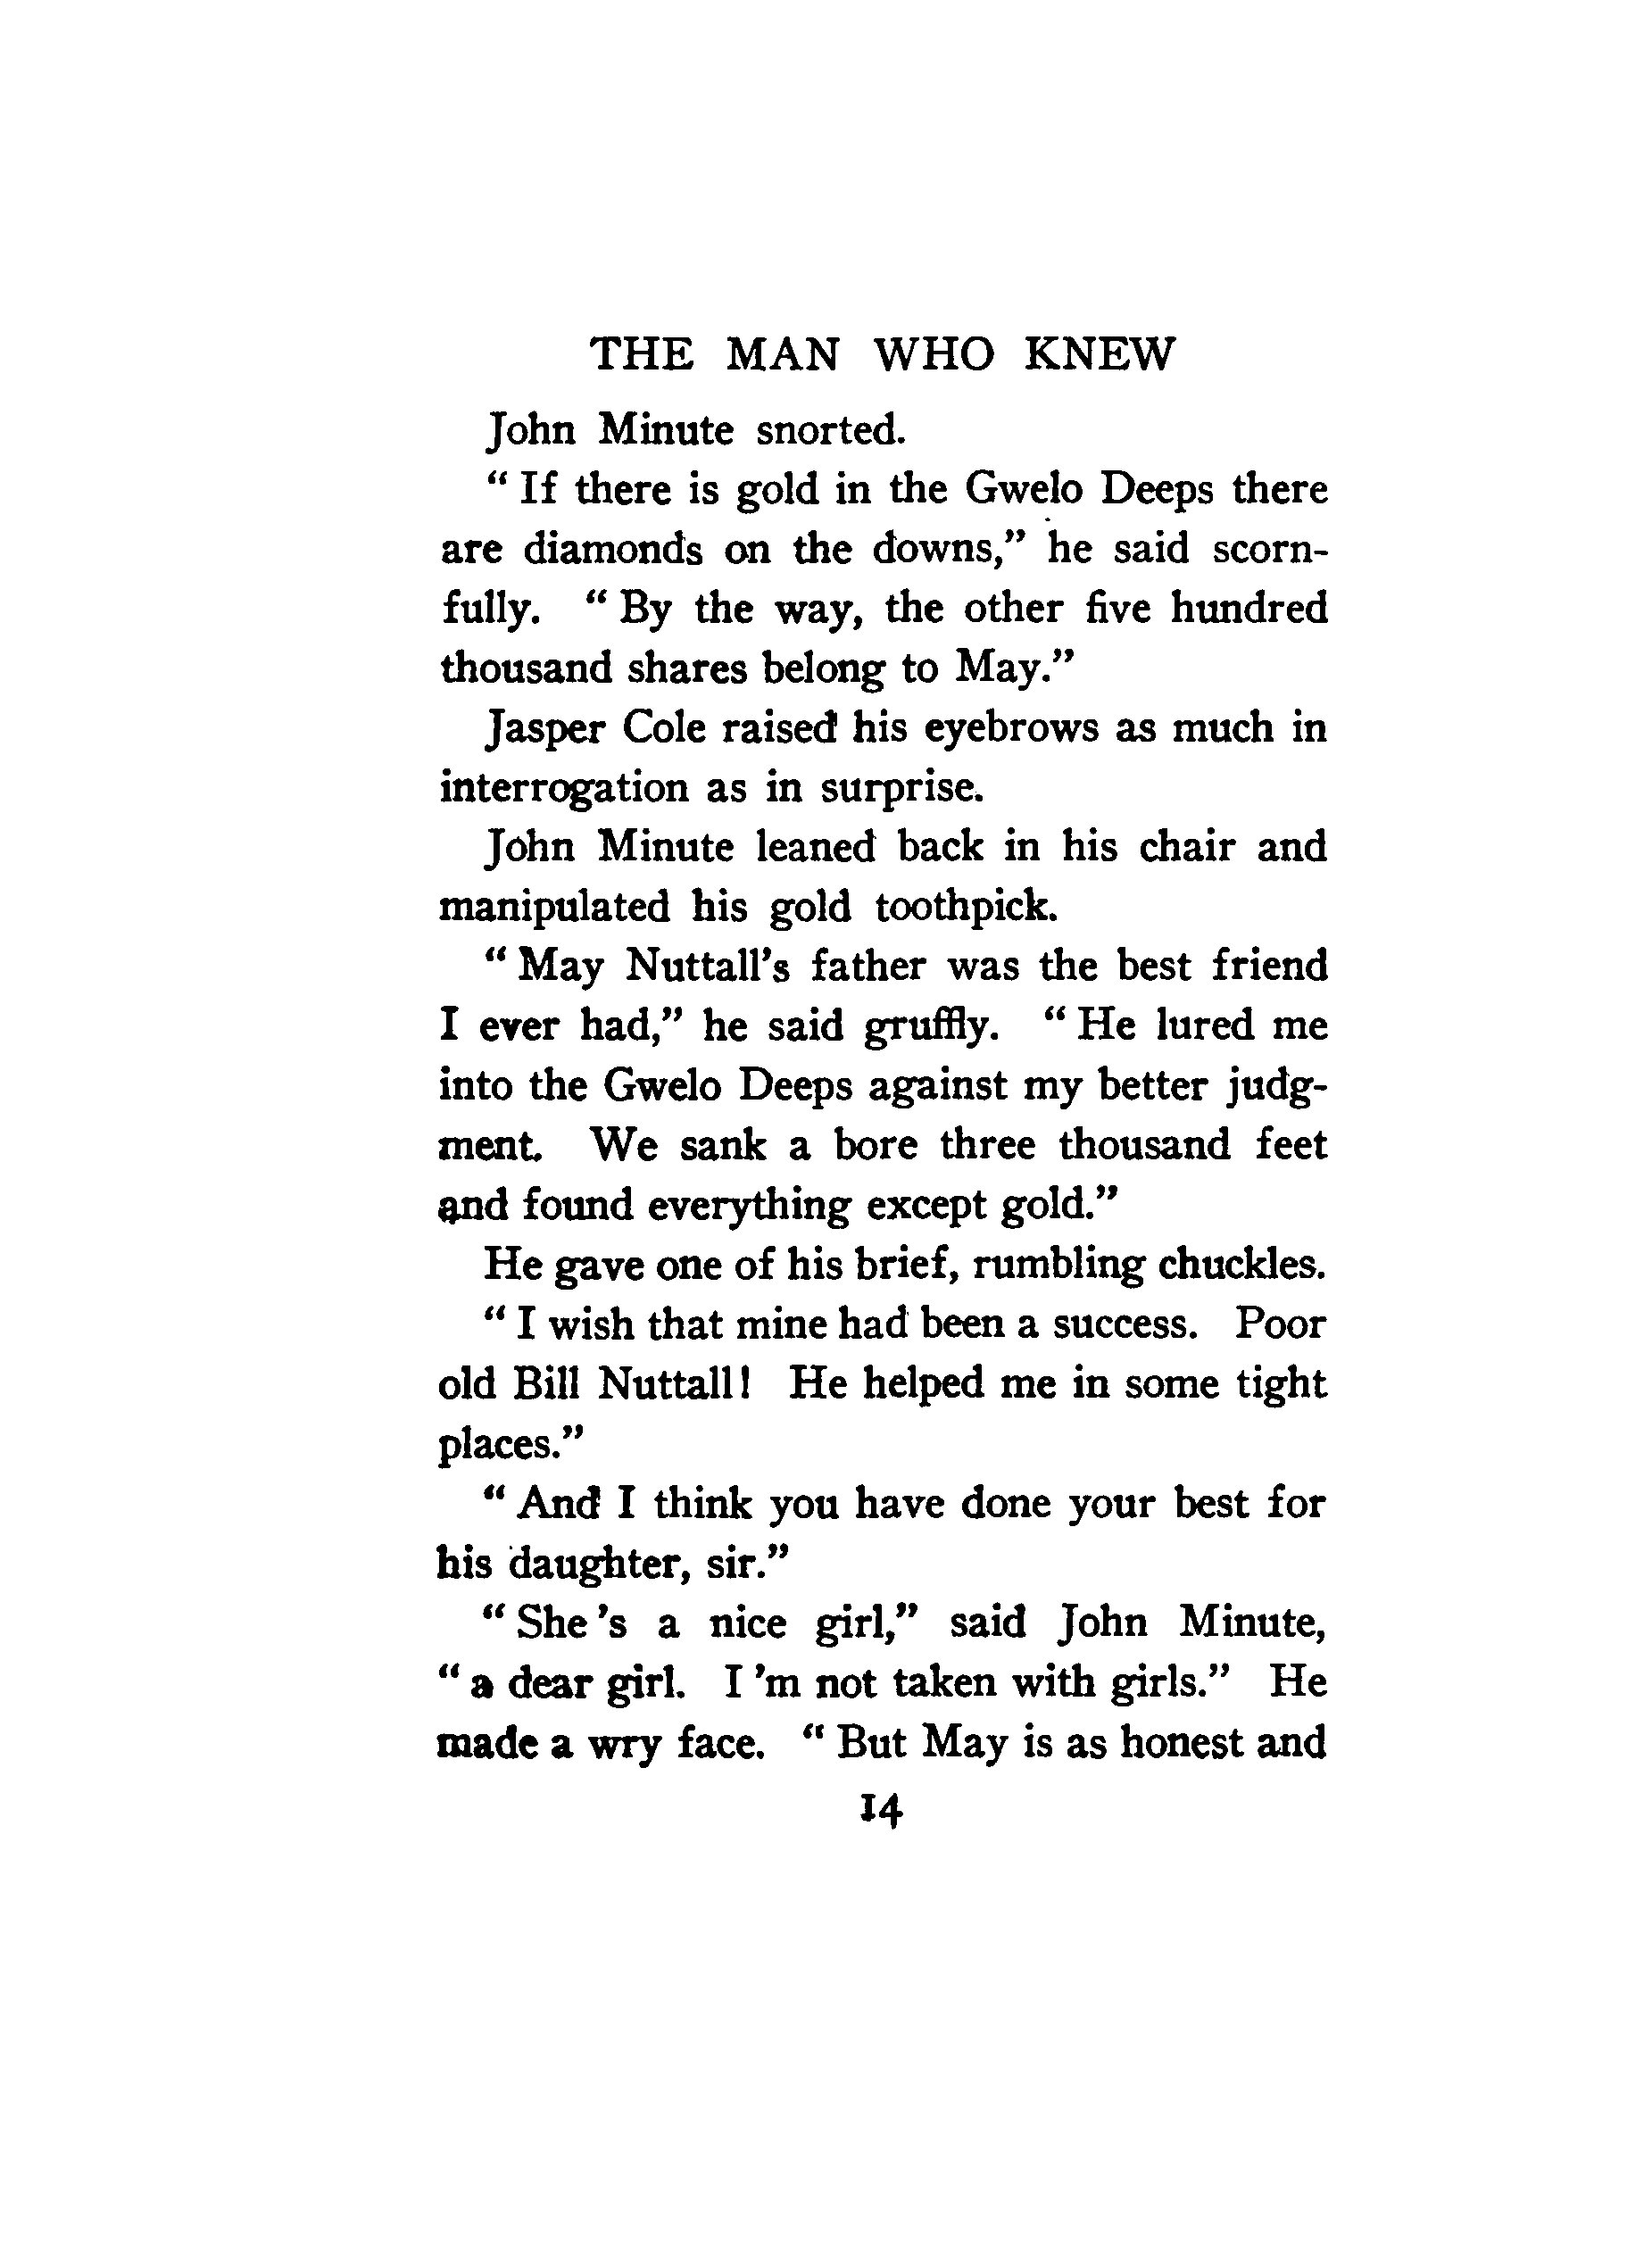 THE MAN WHO KNEW
John Minute snorted.
“ If there is gold in the Gwelo Deeps there
are diamonds on the downs,” he said scorn-
fully. “ By the way, the other five hundred
thousand shares belong to May.”
Jasper Cole raised his eyebrows as much in
interrogation as in surprise.
John Minute leaned back in his chair and
manipulated his gold toothpick.
“ May Nuttall’s father was the best friend
I ever had,” he said gruffly. “ He lured me
into the Gwelo Deeps against my better judg-
ment. We sank a bore three thousand feet
and found everything except gold.”
He gave one of his brief, rumbling chuckles.
“ I wish that mine had been a success. Poor
old Bill Nuttall! He helped me in some tight
places.”
“ And I think you have done your best for
his daughter, sir.”
“ She ’s a nice girl,” said John Minute,
“ a dear girl. I ’m not taken with girls.” He
made a wry face. “ But May is as honest and
14